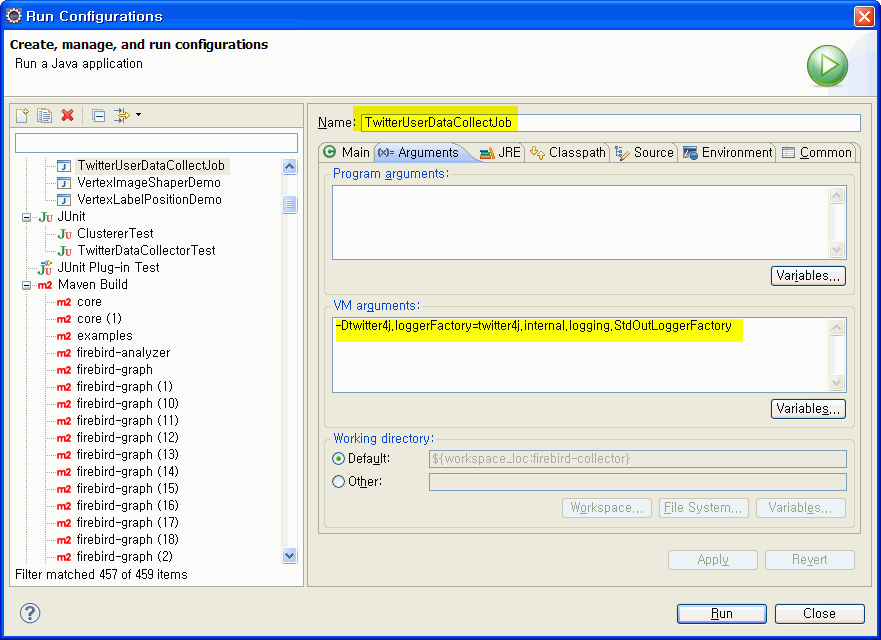 Run Configurations
Create, manage, and run configurations
Run a Java application
Name: TwitterUserDataCollectJob
TwitterUserDataCollectJob
VertexImageShaperDemo
VertexLabelPositionDemo
JUnit
ClustererTest
TwitterDataCollectorTest
JUnit Plug-in Test
Maven Build
core
core (1)
examples
firebird-analyzer
firebird-graph
firebird-graph (1)
firebird-graph (10)
firebird-graph (11)
firebird-graph (12)
firebird-graph (13)
firebird-graph (14)
firebird-graph (15)
firebird-graph (16)
firebird-graph (17)
firebird-graph (18)
firebird-graph (2)
Filter matched 457 of 459 items
Main (x)= Arguments JRE Classpath Source Environment Common
Program arguments:
Variables...
VM arguments:
-Dtwitter4j.loggerFactory=twitter4j.internal.logging.StdOutLoggerFactory
Variables...
Working directory:
Default: ${workspace_loc:firebird-collector}
Other:
Workspace... File System... Variables...
Apply Revert
Run Close